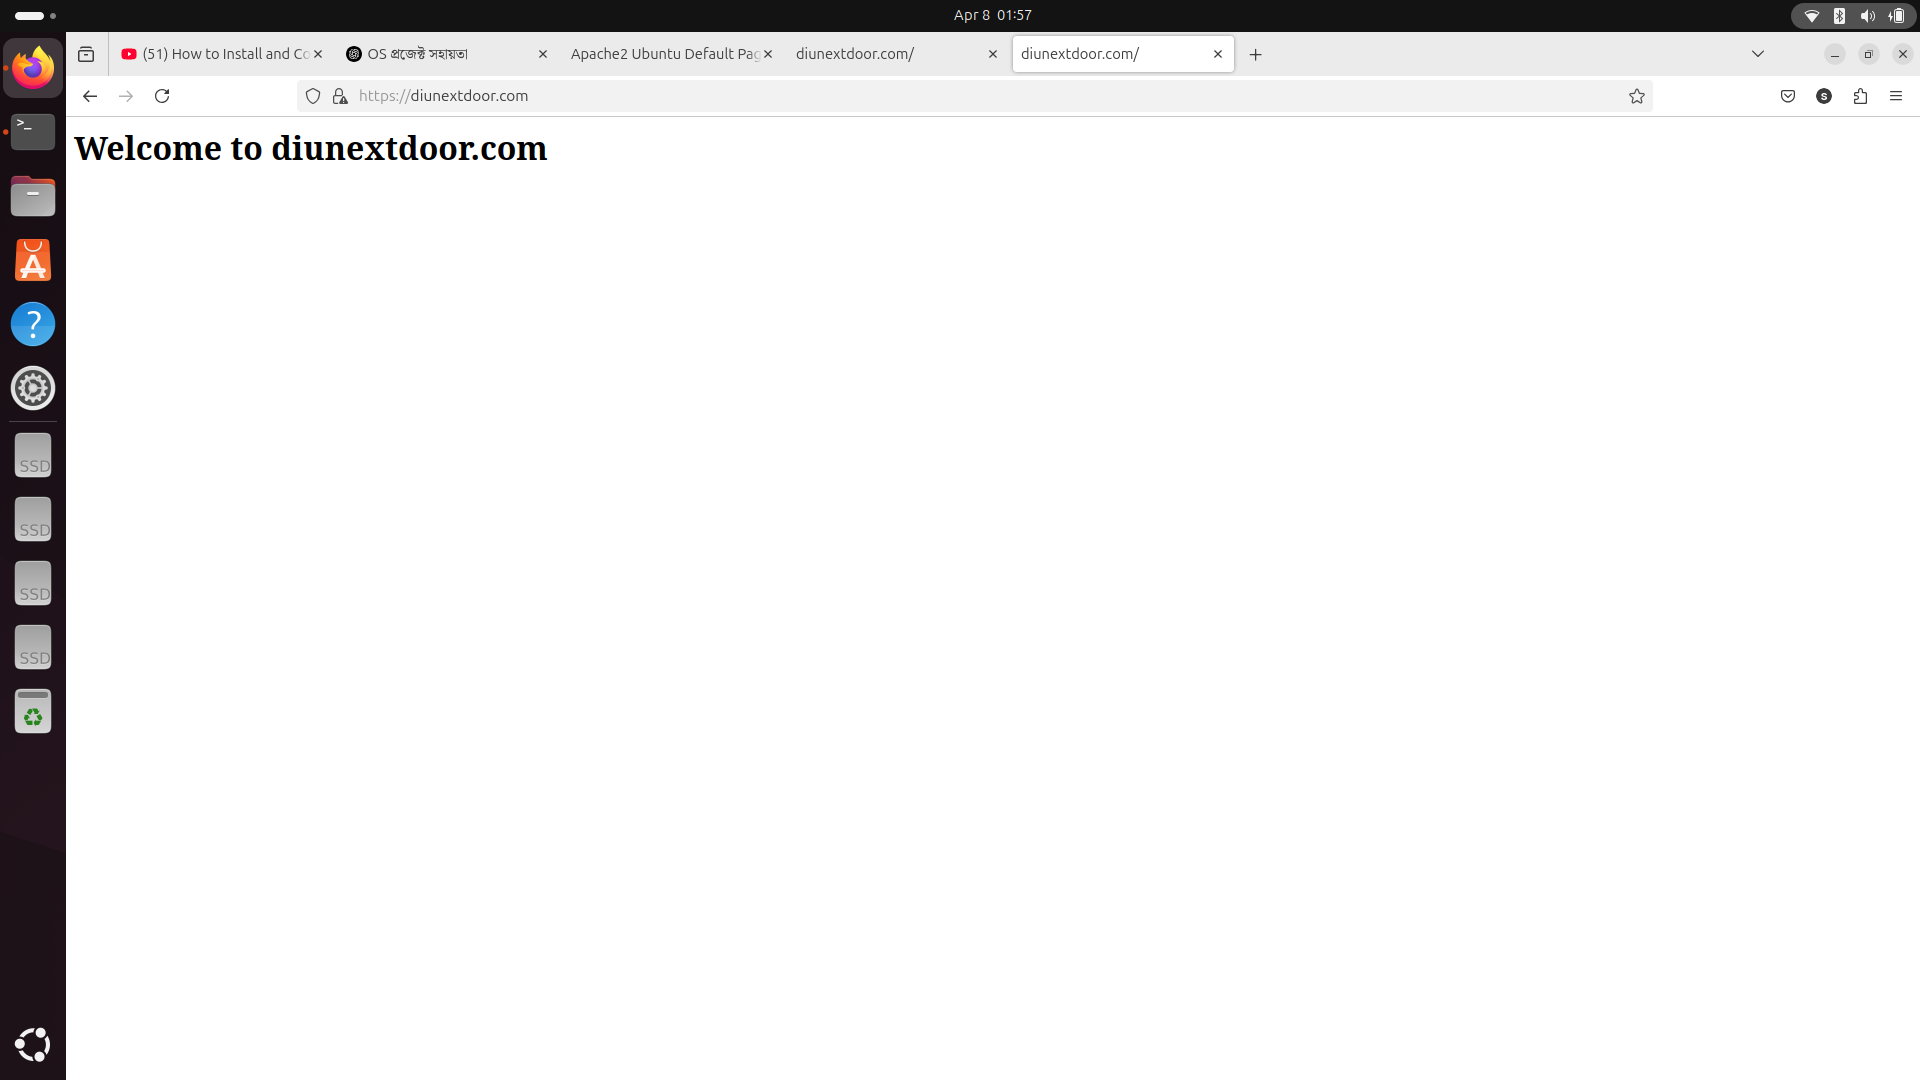 Apr 8 01:57
(51) How to Install and Co
OS প্রজেক্ট সহায়তা
Apache2 Ubuntu Default Pag
diunextdoor.com/
diunextdoor.com/
https://diunextdoor.com
S
Welcome to diunextdoor.com
>_
A
?
SSD
SSD
SSD
SSD